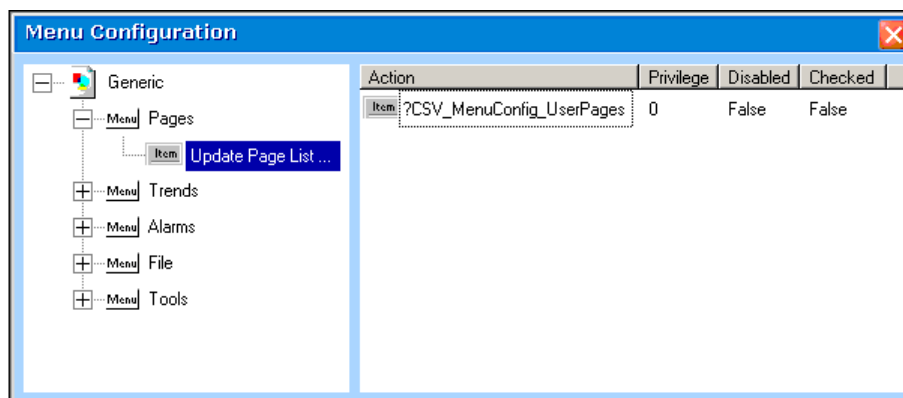 Menu Configuration
Generic
Menu Pages
Item Update Page List ...
Menu Trends
Menu Alarms
Menu File
Menu Tools
Action Privilege Disabled Checked
Item ?CSV_MenuConfig_UserPages 0 False False